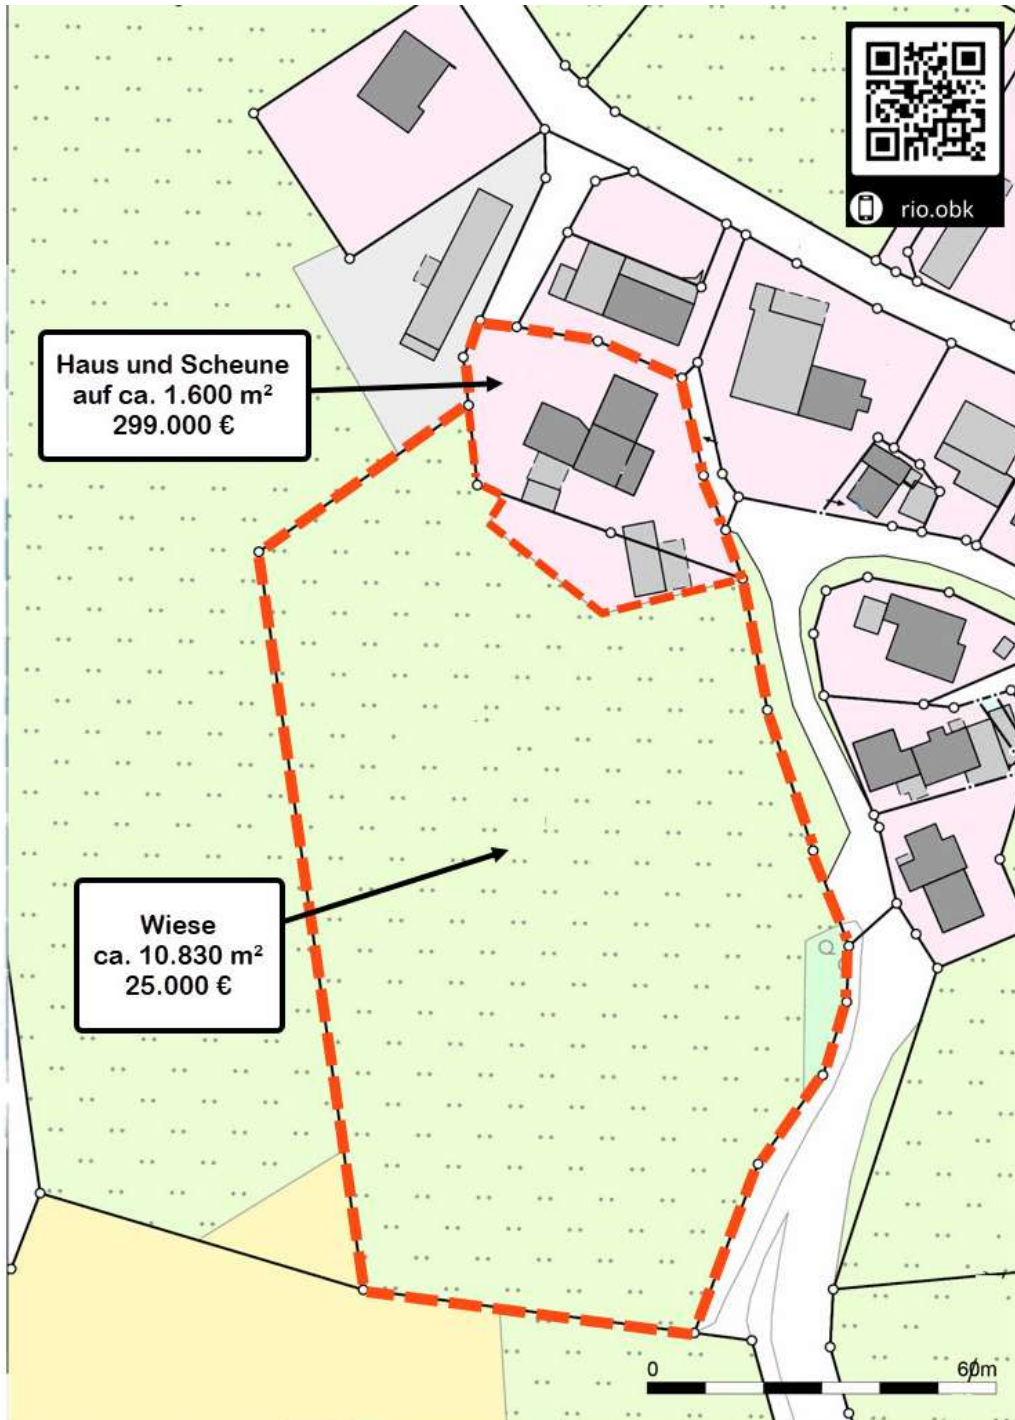 rio.obk
Haus und Scheune
auf ca. 1.600 m²
299.000 €
Wiese
ca. 10.830 m²
25.000 €
0 60m